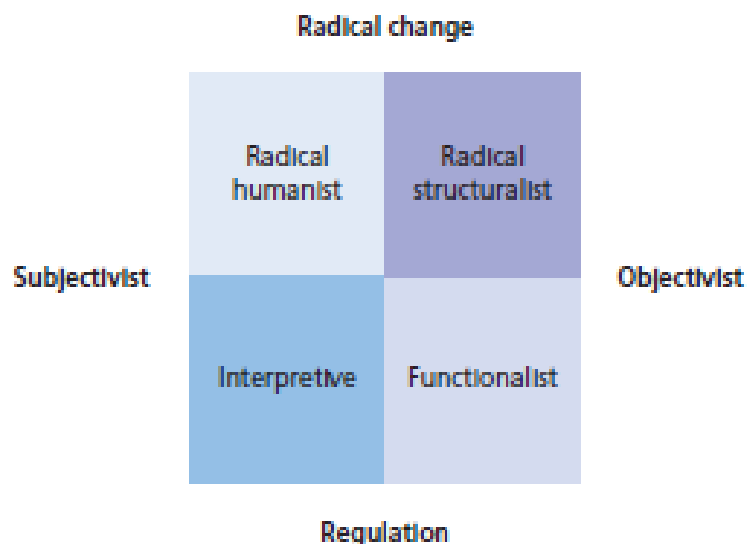 Radical change
Radical
humanist
Radical
structuralist
Subjectivist
Objectivist
Interpretive
Functionalist
Regulation